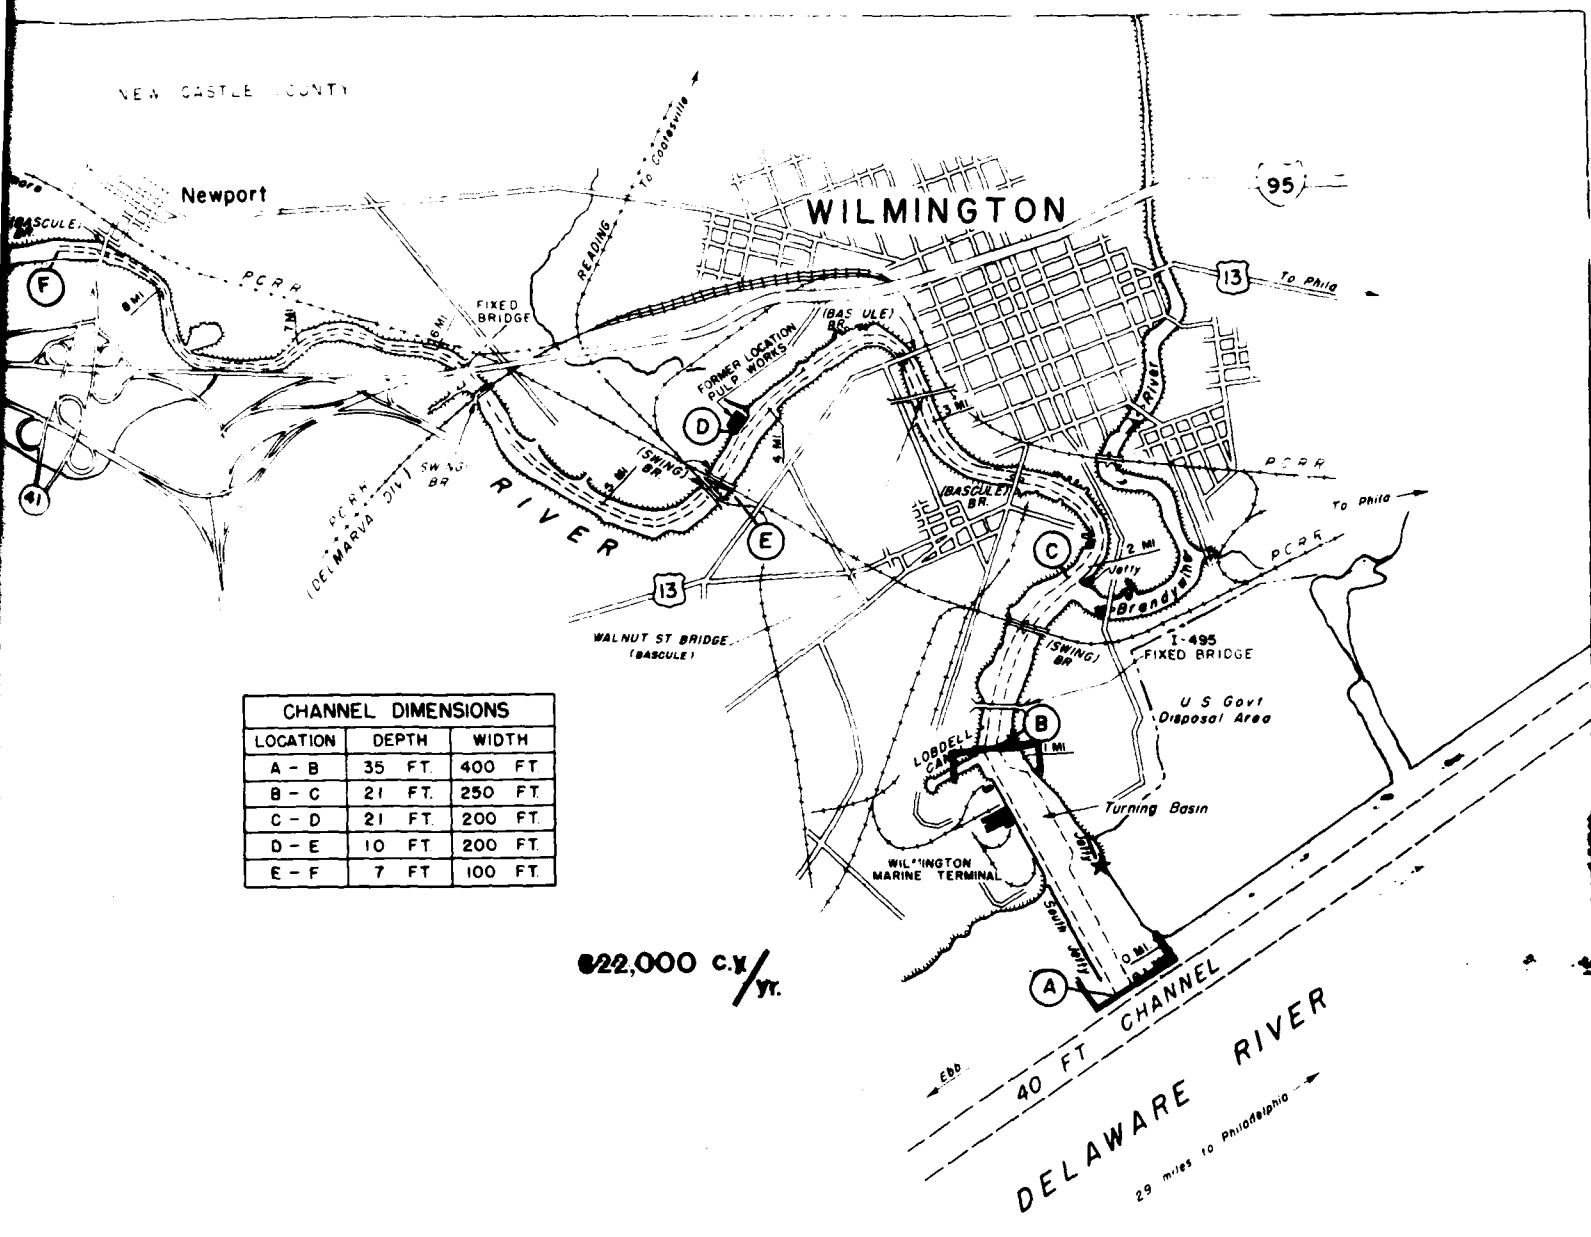 NEW CASTLE COUNTY
Newport
(BASCULE)
BR.
F
8 MI
PCRR
7 MI
6 MI
FIXED
BRIDGE
READING
To Coatesville
WILMINGTON
95
13
To Phila
(BAS ULE)
BR.
FORMER LOCATION
PULP WORKS
D
4 MI
3 MI
River
41
SWING
BR
PCRR
(DELMARVA DIV)
RIVER
5 MI
(SWING)
BR
E
(BASCULE)
BR.
C
2 MI
Jetty
Brandywine
PCRR
To Phila
PCRR
13
WALNUT ST BRIDGE
(BASCULE)
(SWING)
BR
I-495
FIXED BRIDGE
U S Govt
Disposal Area
B
1 MI
LOBDELL
Turning Basin
Jetty
WILMINGTON
MARINE TERMINAL
South Jetty
0 MI.
A
CHANNEL DIMENSIONS
LOCATION DEPTH WIDTH
A - B 35 FT. 400 FT.
B - C 21 FT. 250 FT.
C - D 21 FT. 200 FT.
D - E 10 FT. 200 FT.
E - F 7 FT 100 FT.
22,000 C.Y/
yr.
40 FT CHANNEL
Ebb
DELAWARE RIVER
29 miles to Philadelphia